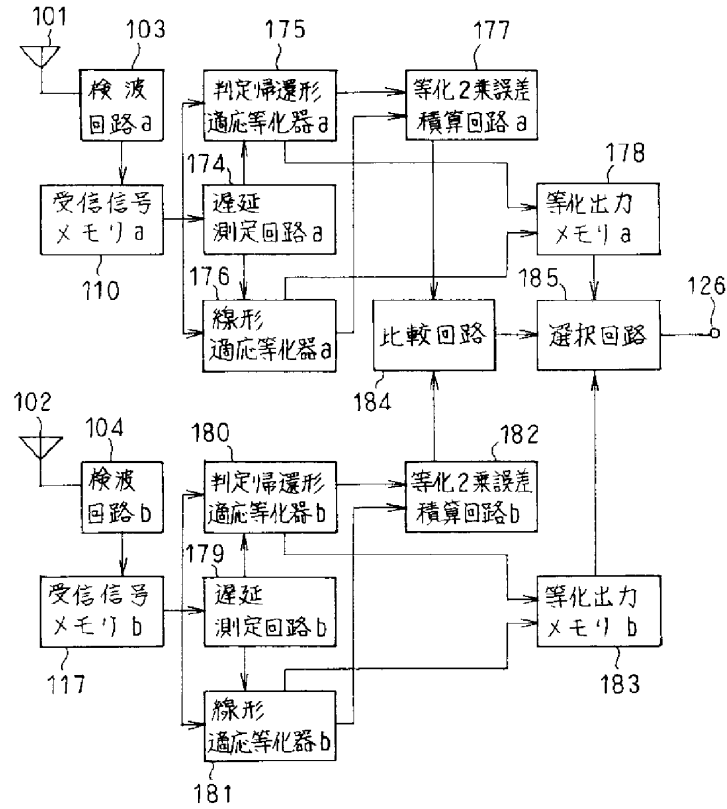 101
103
検波
回路a
175
判定帰還形
適応等化器a
177
等化2乗誤差
積算回路a
174
遅延
測定回路a
178
等化出力
メモリa
受信信号
メモリa
110
176
線形
適応等化器a
比較回路
184
185
選択回路
126
102
104
検波
回路b
180
判定帰還形
適応等化器b
182
等化2乗誤差
積算回路b
179
遅延
測定回路b
受信信号
メモリb
117
等化出力
メモリb
183
線形
適応等化器b
181